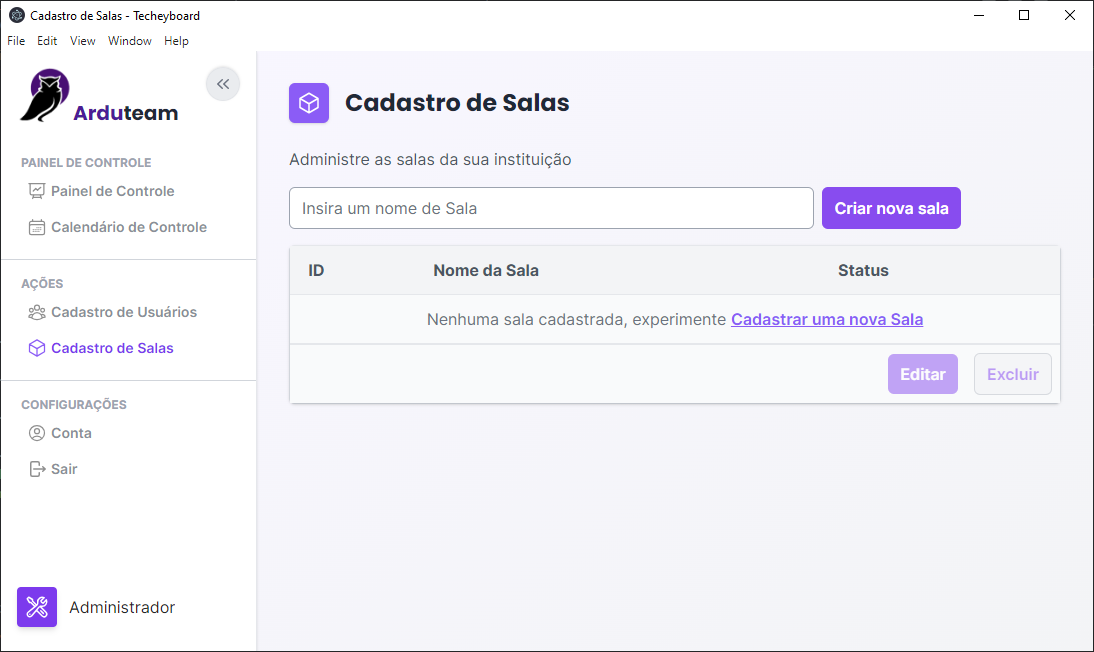 Cadastro de Salas - Techeyboard
File Edit View Window Help
Arduteam
PAINEL DE CONTROLE
Painel de Controle
Calendário de Controle
AÇÕES
Cadastro de Usuários
Cadastro de Salas
CONFIGURAÇÕES
Conta
Sair
Administrador
Cadastro de Salas
Administre as salas da sua instituição
Insira um nome de Sala Criar nova sala
ID Nome da Sala Status
Nenhuma sala cadastrada, experimente Cadastrar uma nova Sala
Editar Excluir